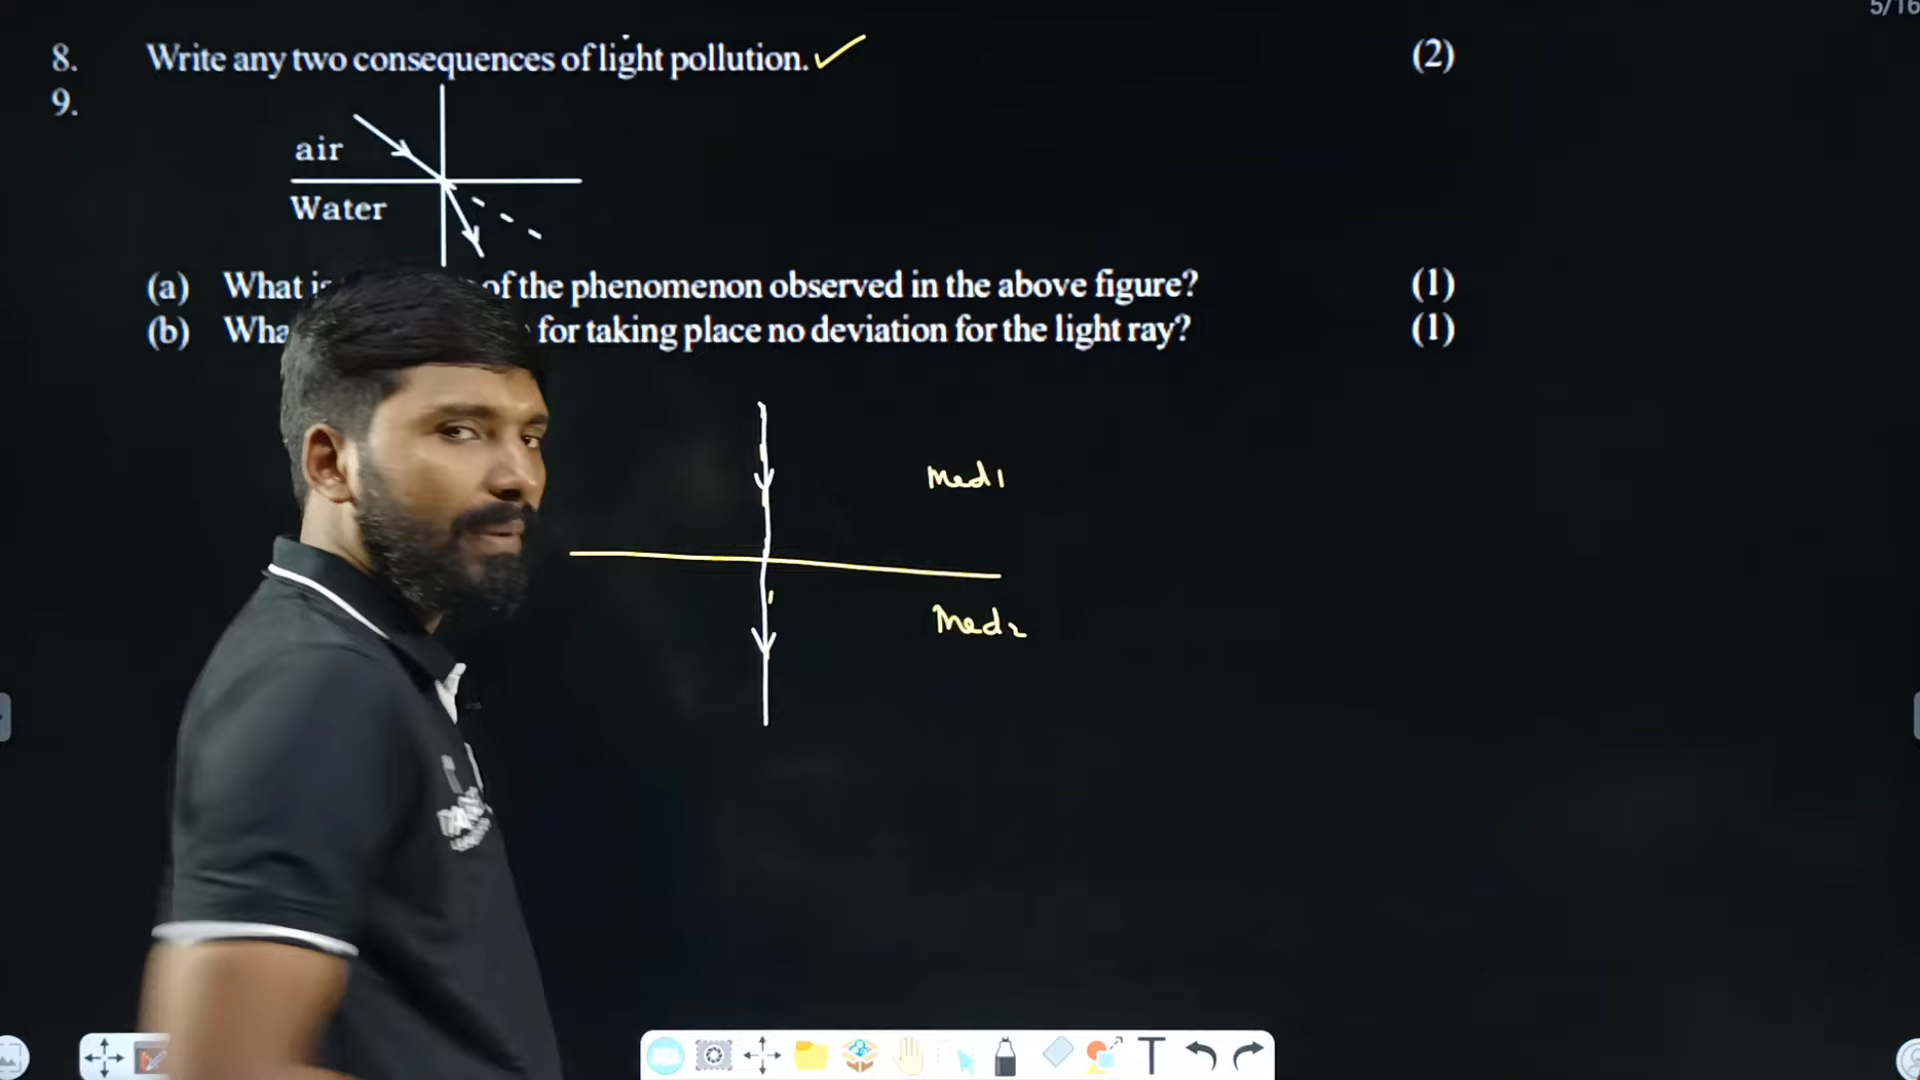 5/16
8. Write any two consequences of light pollution. (2)
9.
air
Water
(a) What of the phenomenon observed in the above figure? (1)
(b) for taking place no deviation for the light ray? (1)
Med1
Med2
T